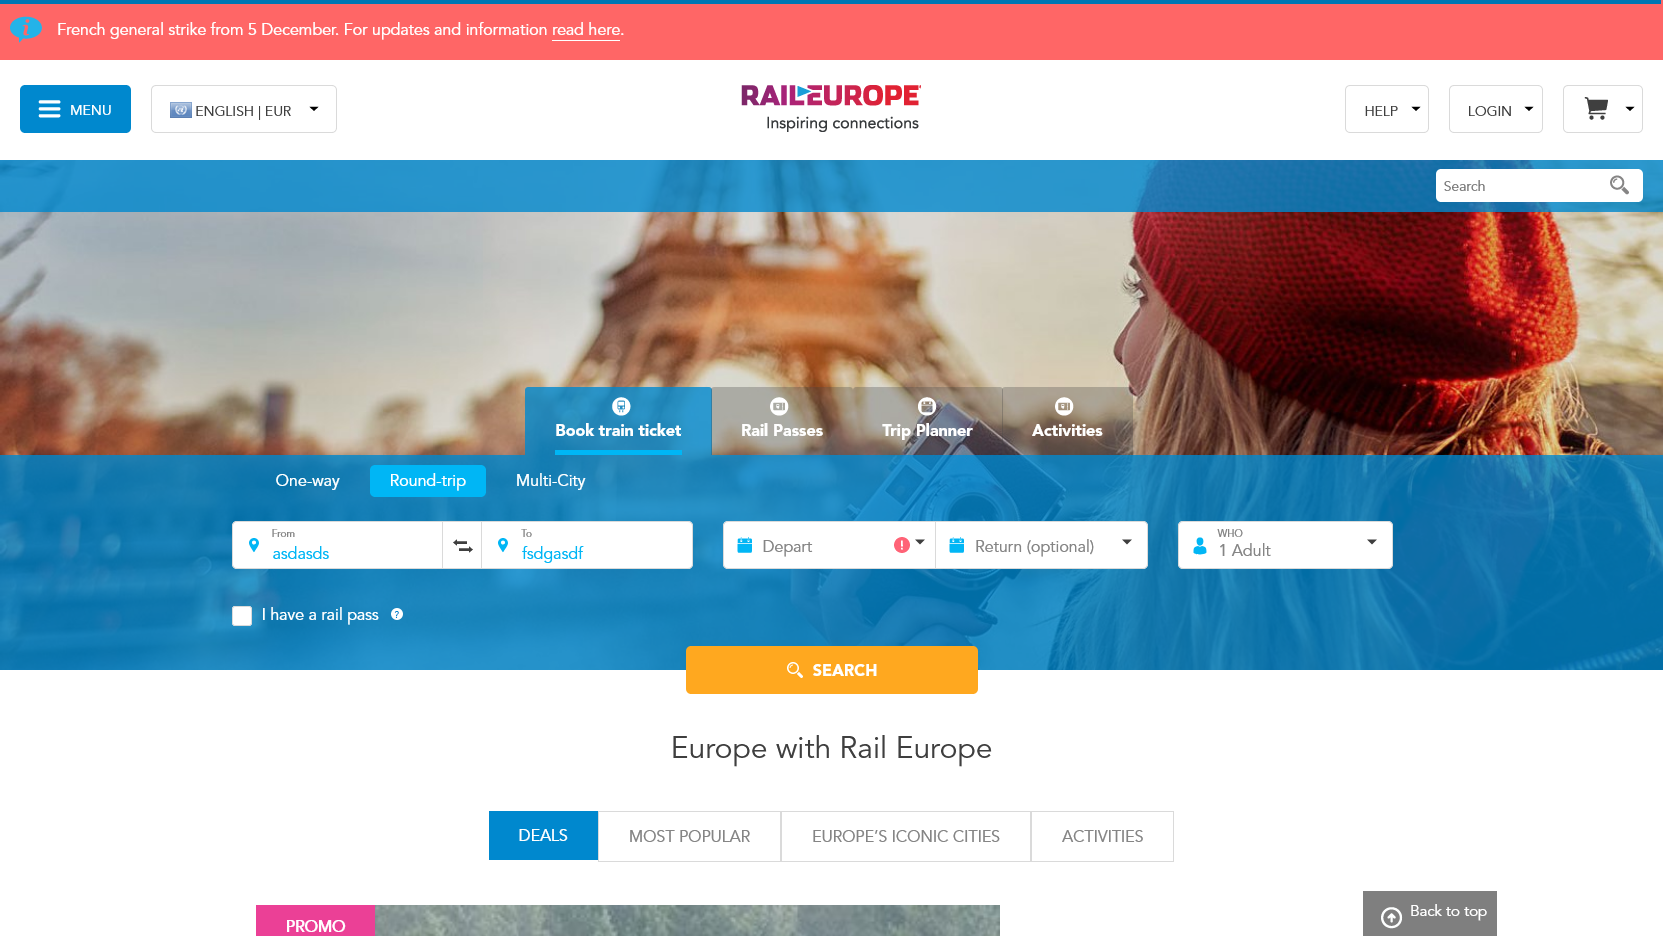 French general strike from 5 December. For updates and information read here.
MENU
ENGLISH | EUR
RAILEUROPE
Inspiring connections
HELP
LOGIN
Search
Book train ticket
Rail Passes
Trip Planner
Activities
One-way
Round-trip
Multi-City
From
asdasds
To
fsdgasdf
Depart
Return (optional)
WHO
1 Adult
I have a rail pass
SEARCH
Europe with Rail Europe
DEALS
MOST POPULAR
EUROPE’S ICONIC CITIES
ACTIVITIES
PROMO
Back to top